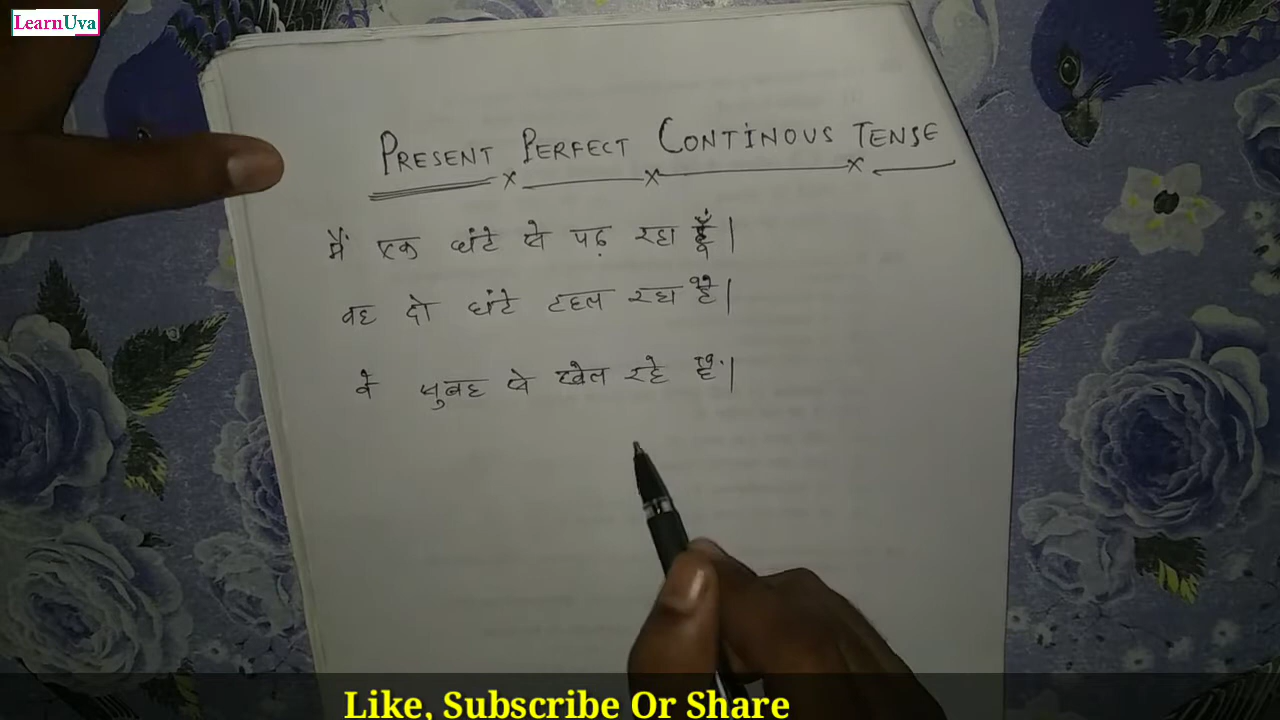 LearnUva
PRESENT PERFECT CONTINOUS TENSE
मैं एक घंटे से पढ़ रहा हूँ|
वह दो घंटे टहल रहा है|
वे सुबह से खेल रहे हैं|
Like, Subscribe Or Share